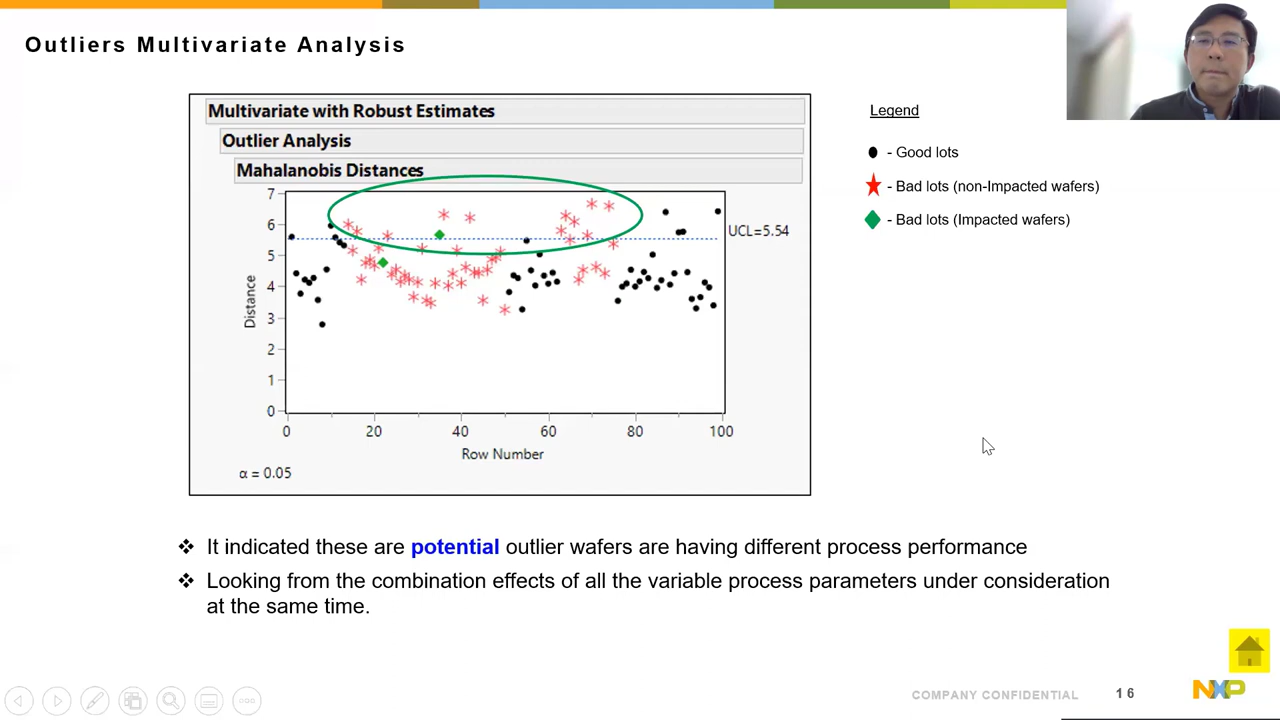 Outliers Multivariate Analysis
Multivariate with Robust Estimates
Outlier Analysis
Mahalanobis Distances
7
6
5
4
3
2
1
0
Distance
UCL=5.54
0 20 40 60 80 100
Row Number
α = 0.05
Legend
- Good lots
- Bad lots (non-Impacted wafers)
- Bad lots (Impacted wafers)
❖ It indicated these are potential outlier wafers are having different process performance
❖ Looking from the combination effects of all the variable process parameters under consideration
at the same time.
COMPANY CONFIDENTIAL 16
NXP